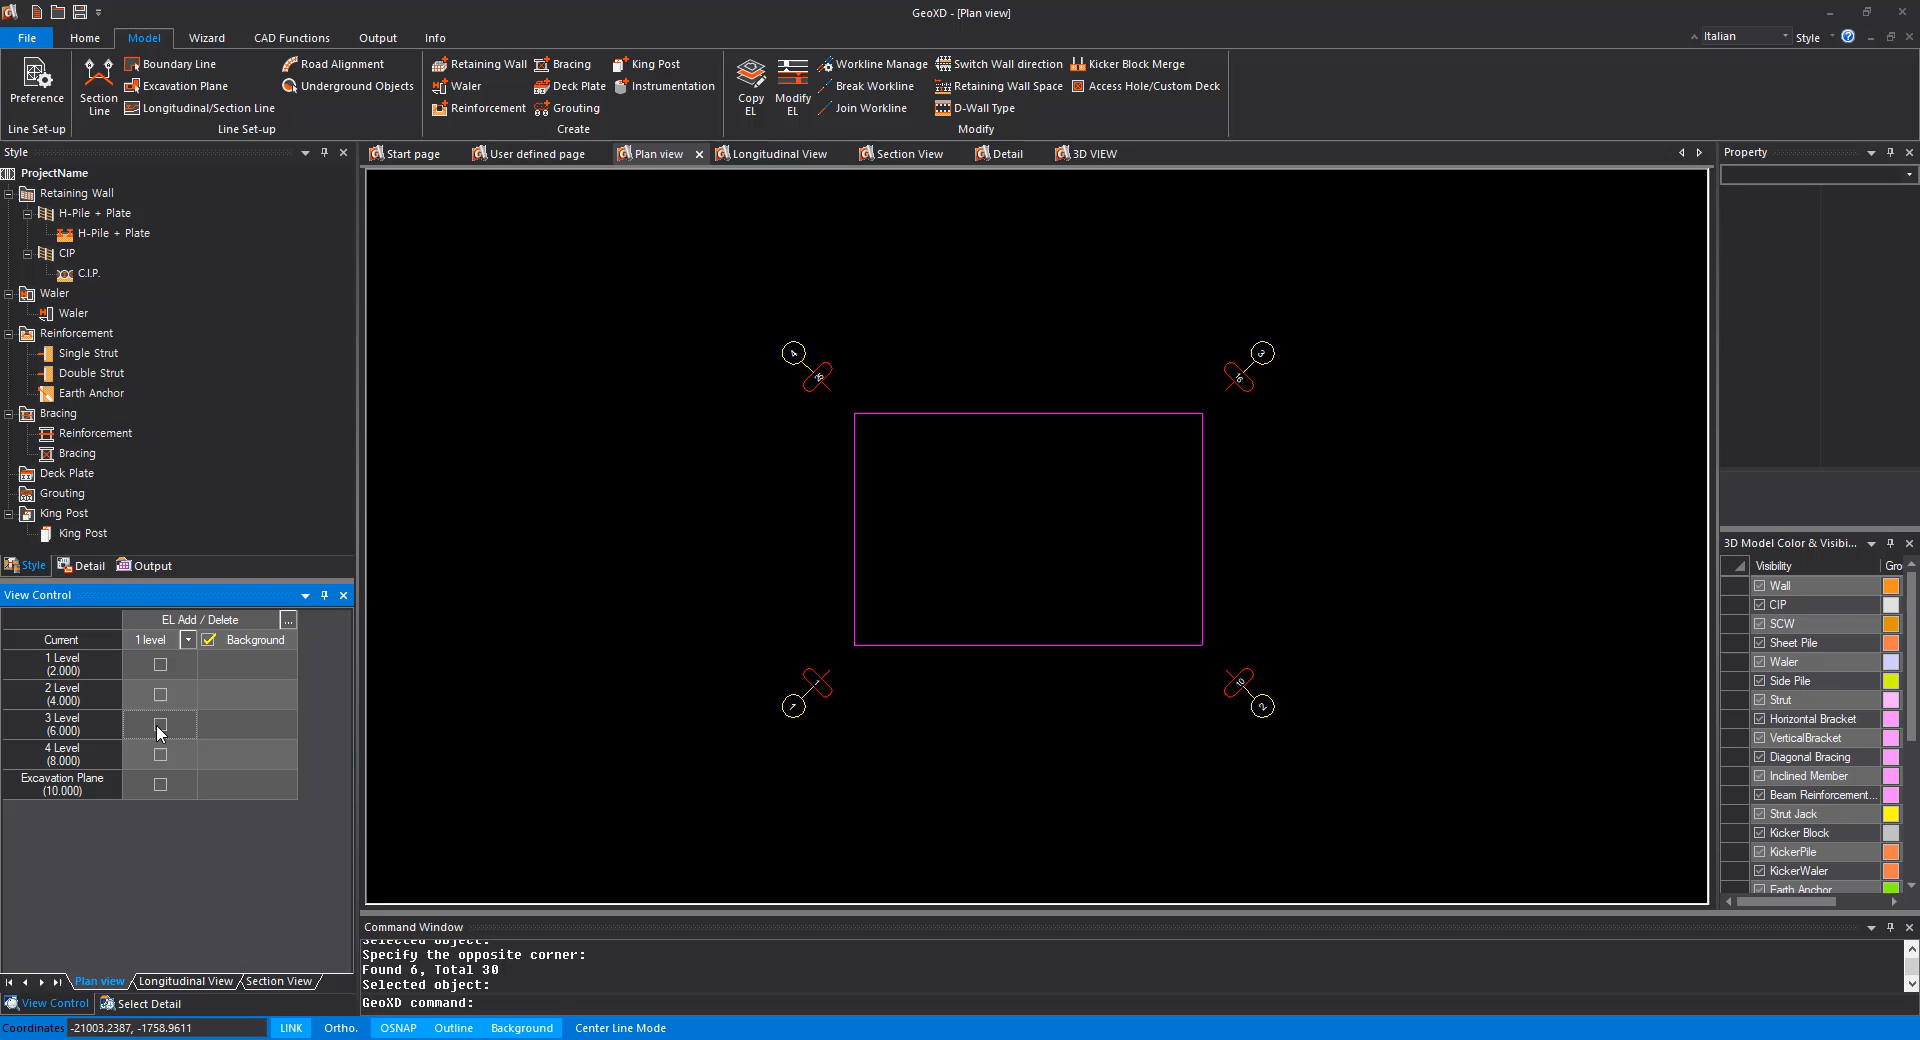 GeoXD - [Plan view]
File Home Model Wizard CAD Functions Output Info
Italian Style
Preference
Line Set-up
Section Line
Boundary Line
Excavation Plane
Longitudinal/Section Line
Road Alignment
Underground Objects
Line Set-up
Retaining Wall
Waler
Reinforcement
Bracing
Deck Plate
Grouting
King Post
Instrumentation
Create
Copy EL
Modify EL
Workline Manage
Break Workline
Join Workline
Switch Wall direction
Retaining Wall Space
D-Wall Type
Kicker Block Merge
Access Hole/Custom Deck
Modify
Style
ProjectName
Retaining Wall
H-Pile + Plate
H-Pile + Plate
CIP
C.I.P.
Waler
Waler
Reinforcement
Single Strut
Double Strut
Earth Anchor
Bracing
Reinforcement
Bracing
Deck Plate
Grouting
King Post
King Post
Style Detail Output
View Control
EL Add / Delete ...
Current 1 level Background
1 Level
(2.000)
2 Level
(4.000)
3 Level
(6.000)
4 Level
(8.000)
Excavation Plane
(10.000)
Plan view Longitudinal View Section View
View Control Select Detail
Start page User defined page Plan view Longitudinal View Section View Detail 3D VIEW
4
3
16
1
10
1
2
Property
3D Model Color & Visibi...
Visibility Gro
Wall
CIP
SCW
Sheet Pile
Waler
Side Pile
Strut
Horizontal Bracket
VerticalBracket
Diagonal Bracing
Inclined Member
Beam Reinforcement...
Strut Jack
Kicker Block
KickerPile
KickerWaler
Earth Anchor
Command Window
Selected object:
Specify the opposite corner:
Found 6, Total 30
Selected object:
GeoXD command:
Coordinates -21003.2387, -1758.9611 LINK Ortho. OSNAP Outline Background Center Line Mode